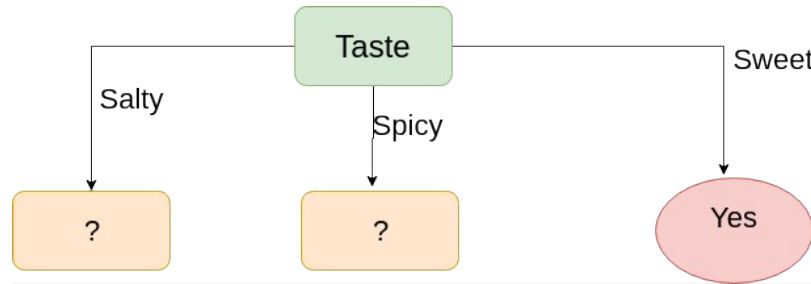 Taste
Salty
Spicy
Sweet
?
?
Yes